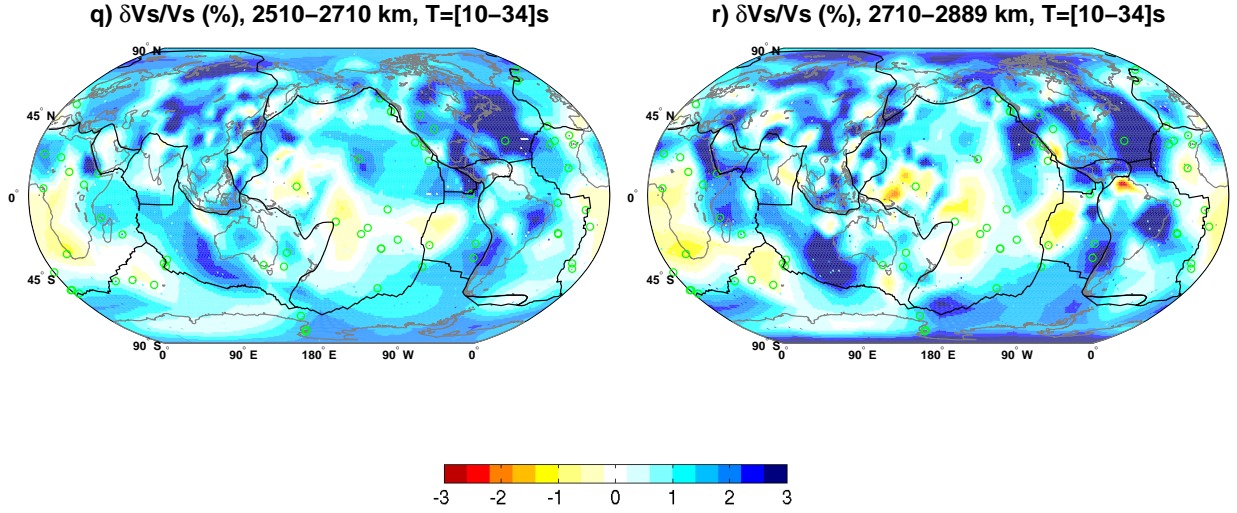 q) δVs/Vs (%), 2510−2710 km, T=[10−34]s
r) δVs/Vs (%), 2710−2889 km, T=[10−34]s
90° N
45° N
0°
45° S
90° S
0° 90° E 180° E 90° W 0°
90° N
45° N
0°
45° S
90° S
0° 90° E 180° E 90° W 0°
-3 -2 -1 0 1 2 3